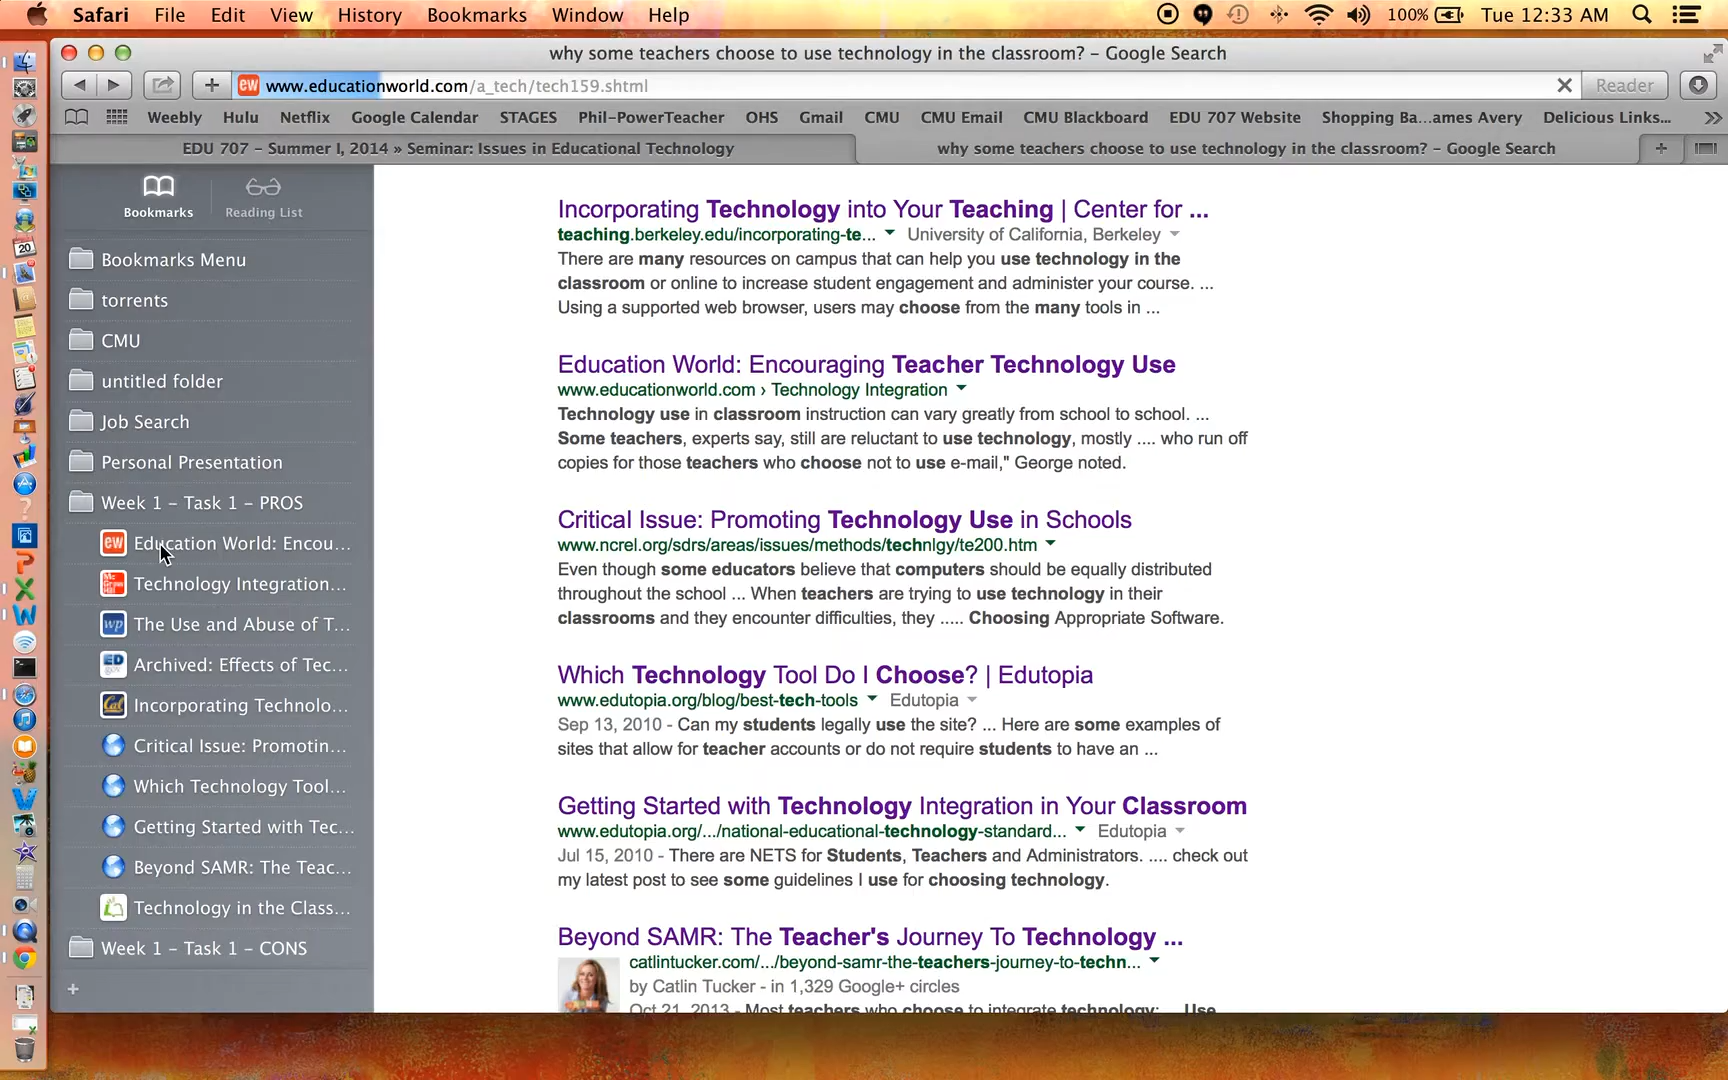 Safari File Edit View History Bookmarks Window Help 100% Tue 12:33 AM
why some teachers choose to use technology in the classroom? – Google Search
www.educationworld.com/a_tech/tech159.shtml Reader
Weebly Hulu Netflix Google Calendar STAGES Phil-PowerTeacher OHS Gmail CMU CMU Email CMU Blackboard EDU 707 Website Shopping Ba...ames Avery Delicious Links...
EDU 707 – Summer I, 2014 » Seminar: Issues in Educational Technology
why some teachers choose to use technology in the classroom? – Google Search
Bookmarks Reading List
Bookmarks Menu
torrents
CMU
untitled folder
Job Search
Personal Presentation
Week 1 – Task 1 – PROS
Education World: Encou...
Technology Integration...
The Use and Abuse of T...
Archived: Effects of Tec...
Incorporating Technolo...
Critical Issue: Promotin...
Which Technology Tool...
Getting Started with Tec...
Beyond SAMR: The Teac...
Technology in the Class...
Week 1 – Task 1 – CONS
Incorporating Technology into Your Teaching | Center for ...
teaching.berkeley.edu/incorporating-te... University of California, Berkeley
There are many resources on campus that can help you use technology in the
classroom or online to increase student engagement and administer your course. ...
Using a supported web browser, users may choose from the many tools in ...
Education World: Encouraging Teacher Technology Use
www.educationworld.com › Technology Integration
Technology use in classroom instruction can vary greatly from school to school. ...
Some teachers, experts say, still are reluctant to use technology, mostly .... who run off
copies for those teachers who choose not to use e-mail," George noted.
Critical Issue: Promoting Technology Use in Schools
www.ncrel.org/sdrs/areas/issues/methods/technlgy/te200.htm
Even though some educators believe that computers should be equally distributed
throughout the school ... When teachers are trying to use technology in their
classrooms and they encounter difficulties, they ..... Choosing Appropriate Software.
Which Technology Tool Do I Choose? | Edutopia
www.edutopia.org/blog/best-tech-tools Edutopia
Sep 13, 2010 - Can my students legally use the site? ... Here are some examples of
sites that allow for teacher accounts or do not require students to have an ...
Getting Started with Technology Integration in Your Classroom
www.edutopia.org/.../national-educational-technology-standard... Edutopia
Jul 15, 2010 - There are NETS for Students, Teachers and Administrators. .... check out
my latest post to see some guidelines I use for choosing technology.
Beyond SAMR: The Teacher's Journey To Technology ...
catlintucker.com/.../beyond-samr-the-teachers-journey-to-techn...
by Catlin Tucker - in 1,329 Google+ circles
Oct 21, 2013 - Most teachers who choose to integrate technology: ... Use